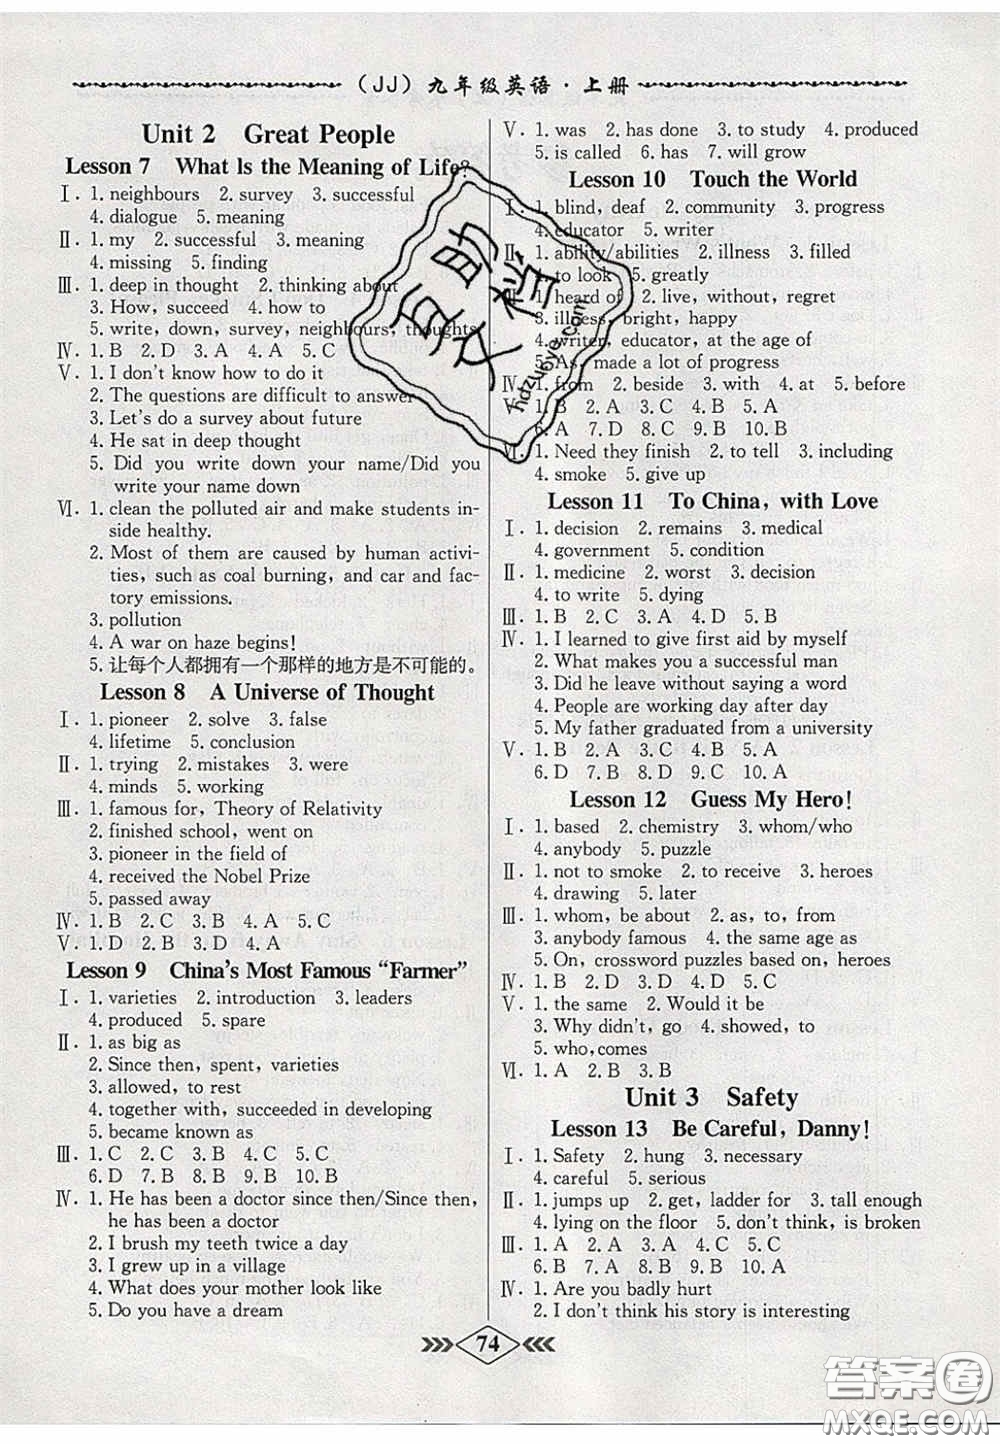 (JJ) 九年级英语·上册
Unit 2 Great People
Lesson 7 What Is the Meaning of Life?
Ⅰ. 1. neighbours 2. survey 3. successful
4. dialogue 5. meaning
Ⅱ. 1. my 2. successful 3. meaning
4. missing 5. finding
Ⅲ. 1. deep in thought 2. thinking about
3. How, succeed 4. how to
5. write, down, survey, neighbours, thoughts
Ⅳ. 1. B 2. D 3. A 4. A 5. C
Ⅴ. 1. I don't know how to do it
2. The questions are difficult to answer
3. Let's do a survey about future
4. He sat in deep thought
5. Did you write down your name/Did you
write your name down
Ⅵ. 1. clean the polluted air and make students in-
side healthy.
2. Most of them are caused by human activi-
ties, such as coal burning, and car and fac-
tory emissions.
3. pollution
4. A war on haze begins!
5. 让每个人都拥有一个那样的地方是不可能的。
Lesson 8 A Universe of Thought
Ⅰ. 1. pioneer 2. solve 3. false
4. lifetime 5. conclusion
Ⅱ. 1. trying 2. mistakes 3. were
4. minds 5. working
Ⅲ. 1. famous for, Theory of Relativity
2. finished school, went on
3. pioneer in the field of
4. received the Nobel Prize
5. passed away
Ⅳ. 1. B 2. C 3. B 4. A 5. C
Ⅴ. 1. D 2. B 3. D 4. A
Lesson 9 China's Most Famous "Farmer"
Ⅰ. 1. varieties 2. introduction 3. leaders
4. produced 5. spare
Ⅱ. 1. as big as
2. Since then, spent, varieties
3. allowed, to rest
4. together with, succeeded in developing
5. became known as
Ⅲ. 1. C 2. C 3. C 4. C 5. C
6. D 7. B 8. B 9. B 10. B
Ⅳ. 1. He has been a doctor since then/Since then,
he has been a doctor
2. I brush my teeth twice a day
3. I grew up in a village
4. What does your mother look like
5. Do you have a dream
Ⅴ. 1. was 2. has done 3. to study 4. produced
5. is called 6. has 7. will grow
Lesson 10 Touch the World
Ⅰ. 1. blind, deaf 2. community 3. progress
4. educator 5. writer
Ⅱ. 1. ability/abilities 2. illness 3. filled
4. to look 5. greatly
Ⅲ. 1. heard of 2. live, without, regret
3. illness, bright, happy
4. writer, educator, at the age of
5. As, made a lot of progress
Ⅳ. 1. from 2. beside 3. with 4. at 5. before
Ⅴ. 1. B 2. A 3. C 4. B 5. A
6. A 7. D 8. C 9. B 10. B
Ⅵ. 1. Need they finish 2. to tell 3. including
4. smoke 5. give up
Lesson 11 To China, with Love
Ⅰ. 1. decision 2. remains 3. medical
4. government 5. condition
Ⅱ. 1. medicine 2. worst 3. decision
4. to write 5. dying
Ⅲ. 1. B 2. C 3. A 4. D 5. B
Ⅳ. 1. I learned to give first aid by myself
2. What makes you a successful man
3. Did he leave without saying a word
4. People are working day after day
5. My father graduated from a university
Ⅴ. 1. B 2. A 3. C 4. B 5. A
6. D 7. B 8. A 9. C 10. D
Lesson 12 Guess My Hero!
Ⅰ. 1. based 2. chemistry 3. whom/who
4. anybody 5. puzzle
Ⅱ. 1. not to smoke 2. to receive 3. heroes
4. drawing 5. later
Ⅲ. 1. whom, be about 2. as, to, from
3. anybody famous 4. the same age as
5. On, crossword puzzles based on, heroes
Ⅳ. 1. C 2. B 3. D 4. D 5. C
Ⅴ. 1. the same 2. Would it be
3. Why didn't, go 4. showed, to
5. who, comes
Ⅵ. 1. A 2. B 3. B
Unit 3 Safety
Lesson 13 Be Careful, Danny!
Ⅰ. 1. Safety 2. hung 3. necessary
4. careful 5. serious
Ⅱ. 1. jumps up 2. get, ladder for 3. tall enough
4. lying on the floor 5. don't think, is broken
Ⅲ. 1. A 2. A 3. A 4. C 5. C
6. B 7. A 8. B 9. B 10. A
Ⅳ. 1. Are you badly hurt
2. I don't think his story is interesting
74
hdzuoye.com
答案圈
MXQE.COM